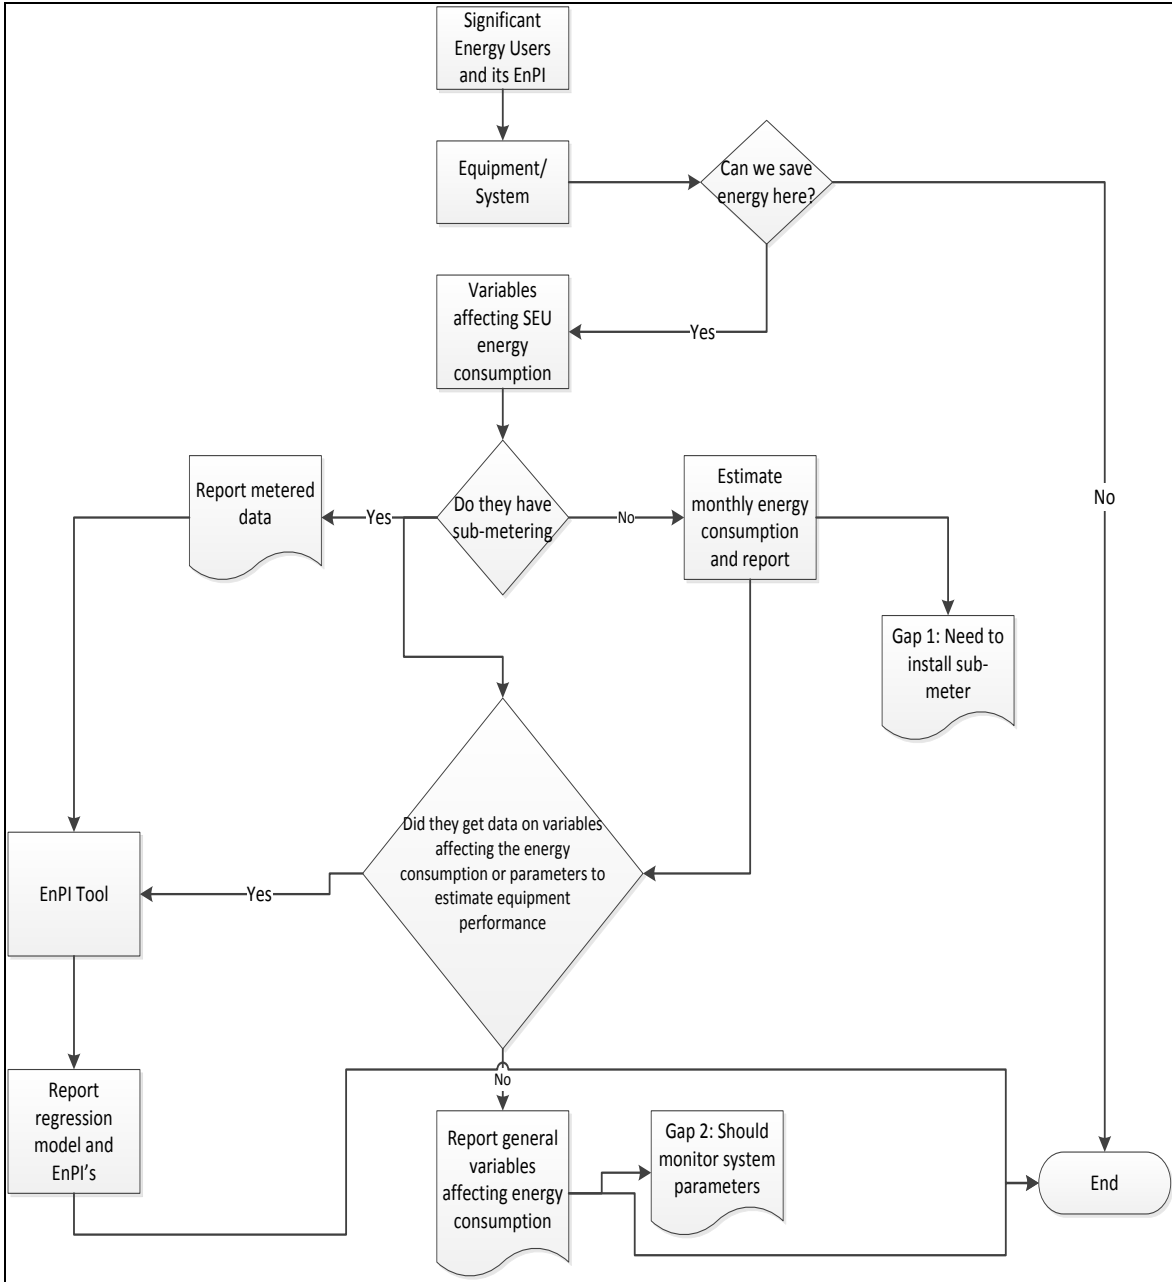 Significant
Energy Users
and its EnPI
Equipment/
System
Can we save
energy here?
No
Yes
Variables
affecting SEU
energy
consumption
Do they have
sub-metering
Yes
Report metered
data
No
Estimate
monthly energy
consumption
and report
Gap 1: Need to
install sub-
meter
Did they get data on variables
affecting the energy
consumption or parameters to
estimate equipment
performance
Yes
EnPI Tool
Report
regression
model and
EnPI's
No
Report general
variables
affecting energy
consumption
Gap 2: Should
monitor system
parameters
End